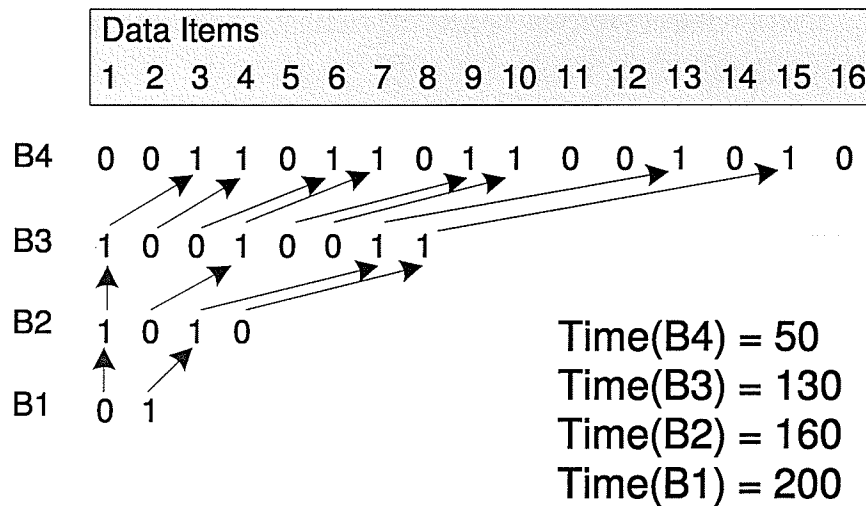 Data Items
1 2 3 4 5 6 7 8 9 10 11 12 13 14 15 16
B4 0 0 1 1 0 1 1 0 1 1 0 0 1 0 1 0
B3 1 0 0 1 0 0 1 1
B2 1 0 1 0
B1 0 1
Time(B4) = 50
Time(B3) = 130
Time(B2) = 160
Time(B1) = 200